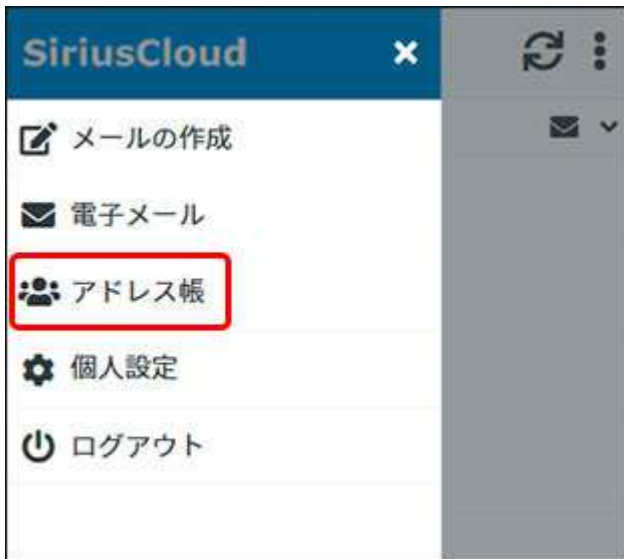 SiriusCloud
メールの作成
電子メール
アドレス帳
個人設定
ログアウト